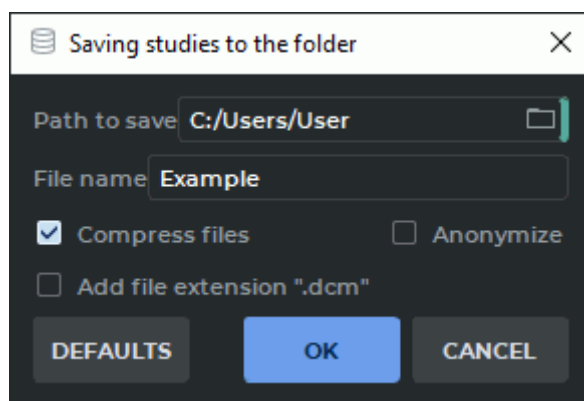 Saving studies to the folder
Path to save C:/Users/User
File name Example
Compress files Anonymize
Add file extension ".dcm"
DEFAULTS OK CANCEL